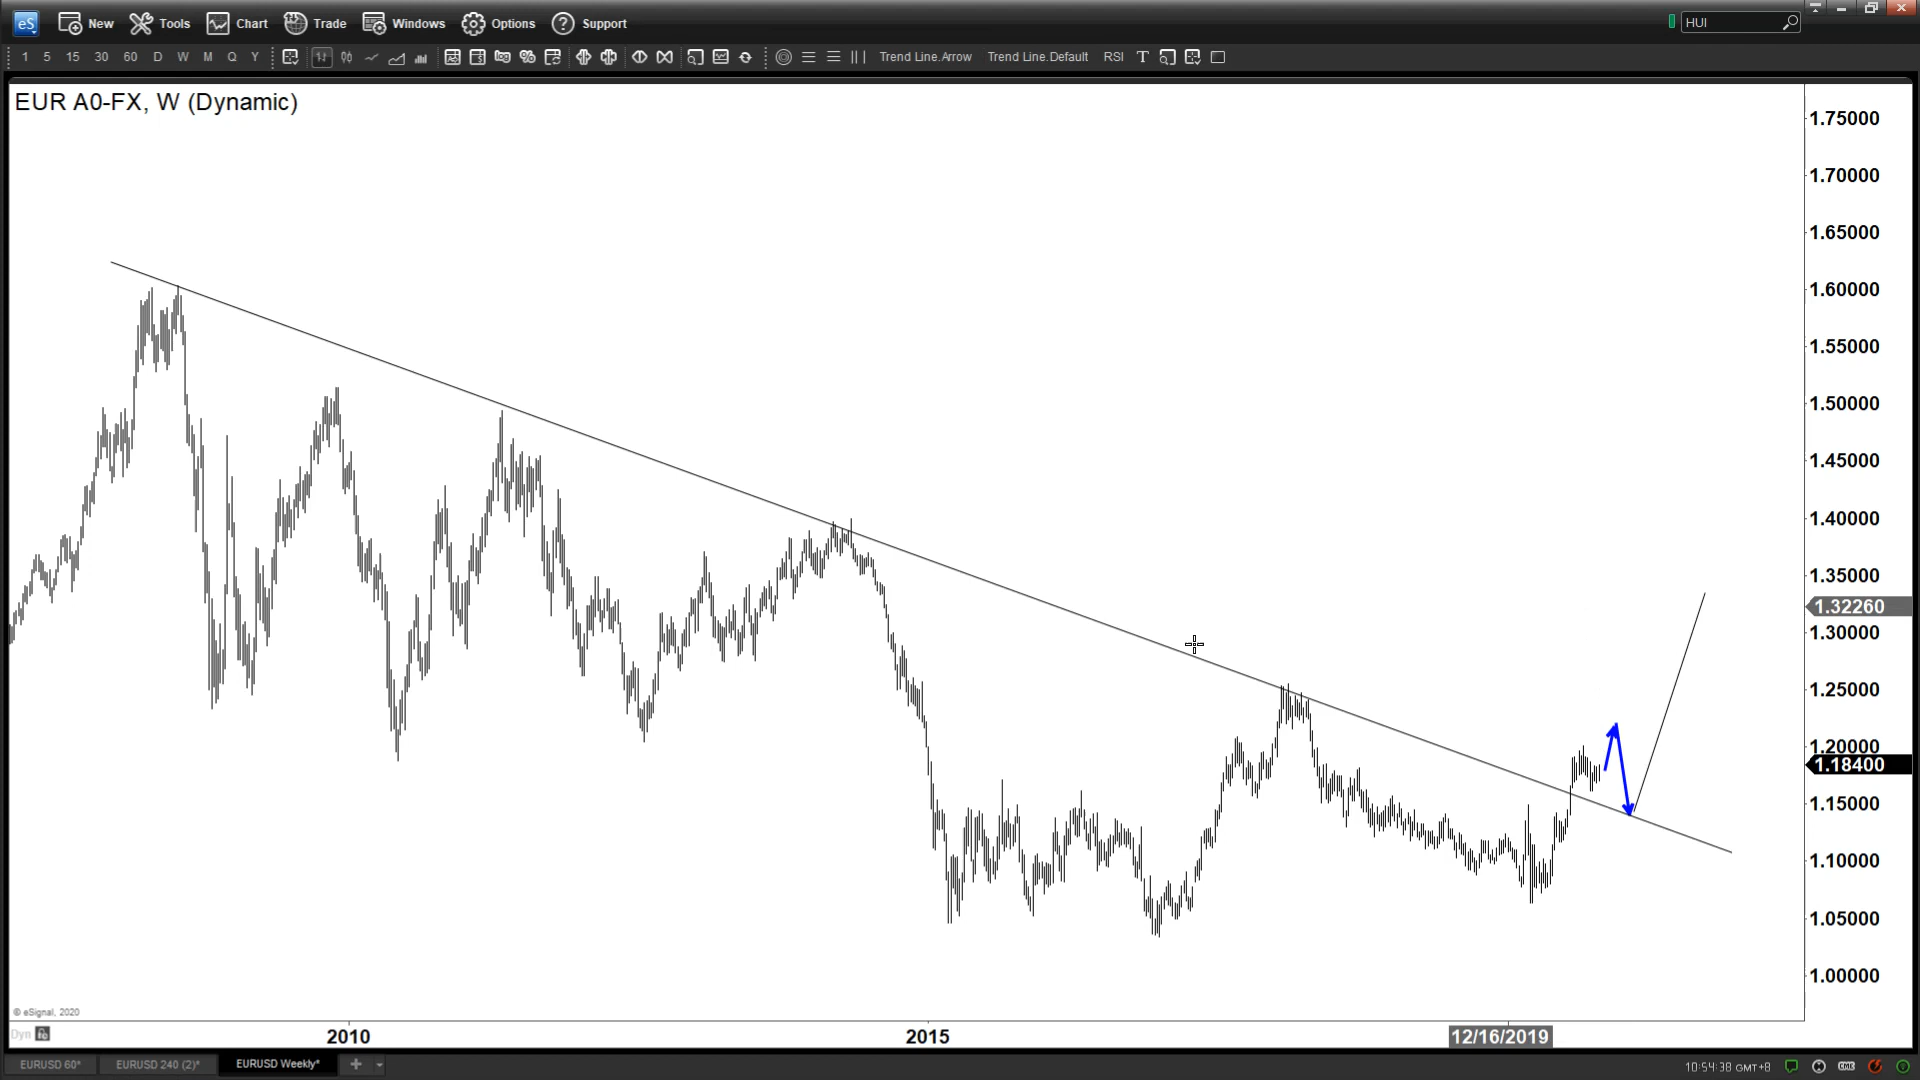 eS New Tools Chart Trade Windows Options Support HUI
1 5 15 30 60 D W M Q Y log % Trend Line.Arrow Trend Line.Default RSI T
EUR A0-FX, W (Dynamic)
1.75000
1.70000
1.65000
1.60000
1.55000
1.50000
1.45000
1.40000
1.35000
1.32260
1.30000
1.25000
1.20000
1.18400
1.15000
1.10000
1.05000
1.00000
© eSignal, 2020
Dyn
2010 2015 12/16/2019
EURUSD 60* EURUSD 240 (2)* EURUSD Weekly* + 10:54:38 GMT+8